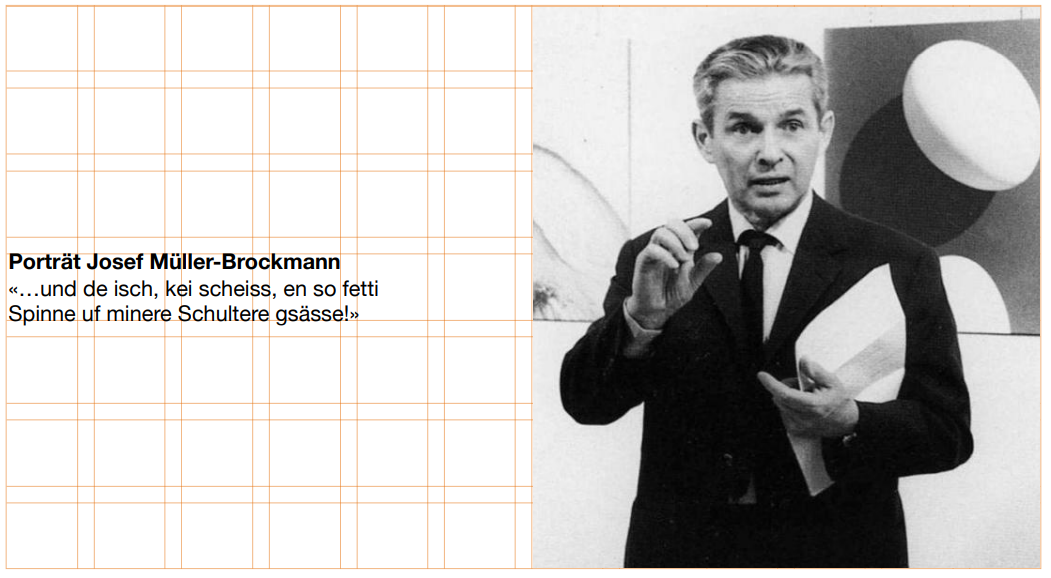 Porträt Josef Müller-Brockmann
«…und de isch, kei scheiss, en so fetti
Spinne uf minere Schultere gsässe!»